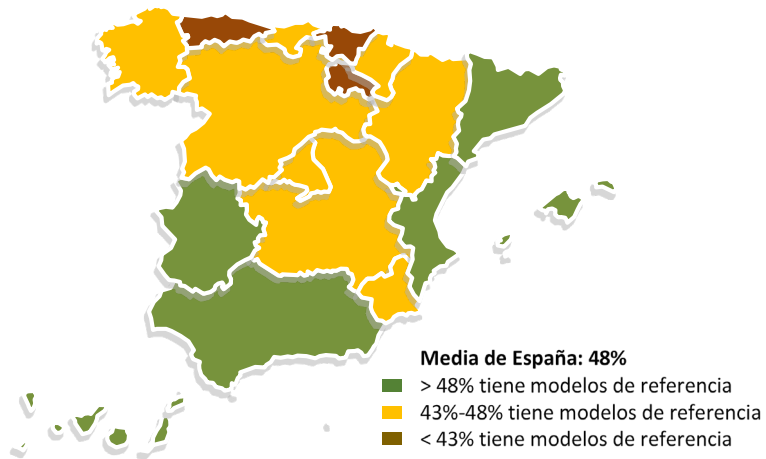 Media de España: 48%
> 48% tiene modelos de referencia
43%-48% tiene modelos de referencia
< 43% tiene modelos de referencia